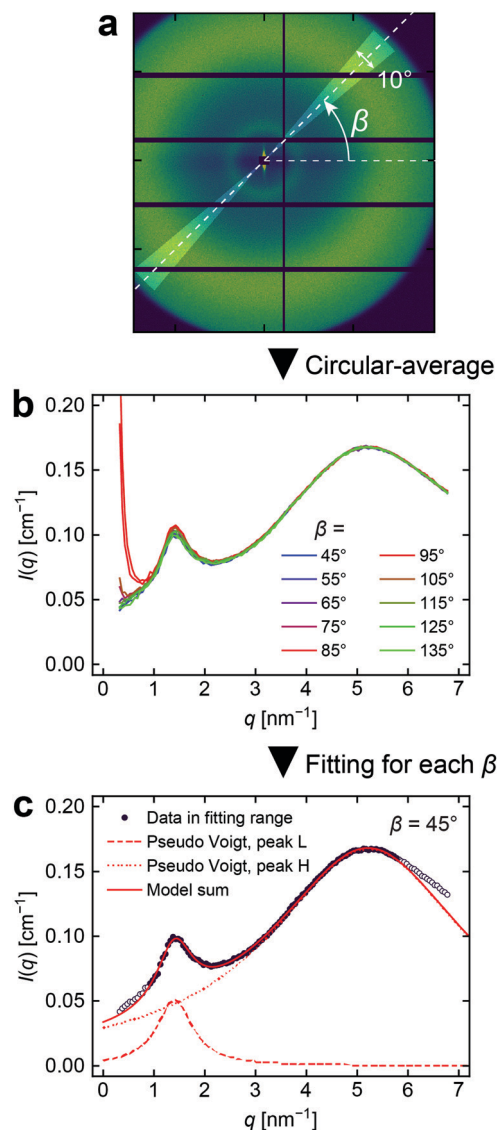 a
10°
β
Circular-average
b
0.20
0.15
0.10
0.05
0.00
I(q) [cm⁻¹]
β =
45° 95°
55° 105°
65° 115°
75° 125°
85° 135°
0 1 2 3 4 5 6 7
q [nm⁻¹]
Fitting for each β
c
0.20
0.15
0.10
0.05
0.00
I(q) [cm⁻¹]
Data in fitting range
Pseudo Voigt, peak L
Pseudo Voigt, peak H
Model sum
β = 45°
0 1 2 3 4 5 6 7
q [nm⁻¹]